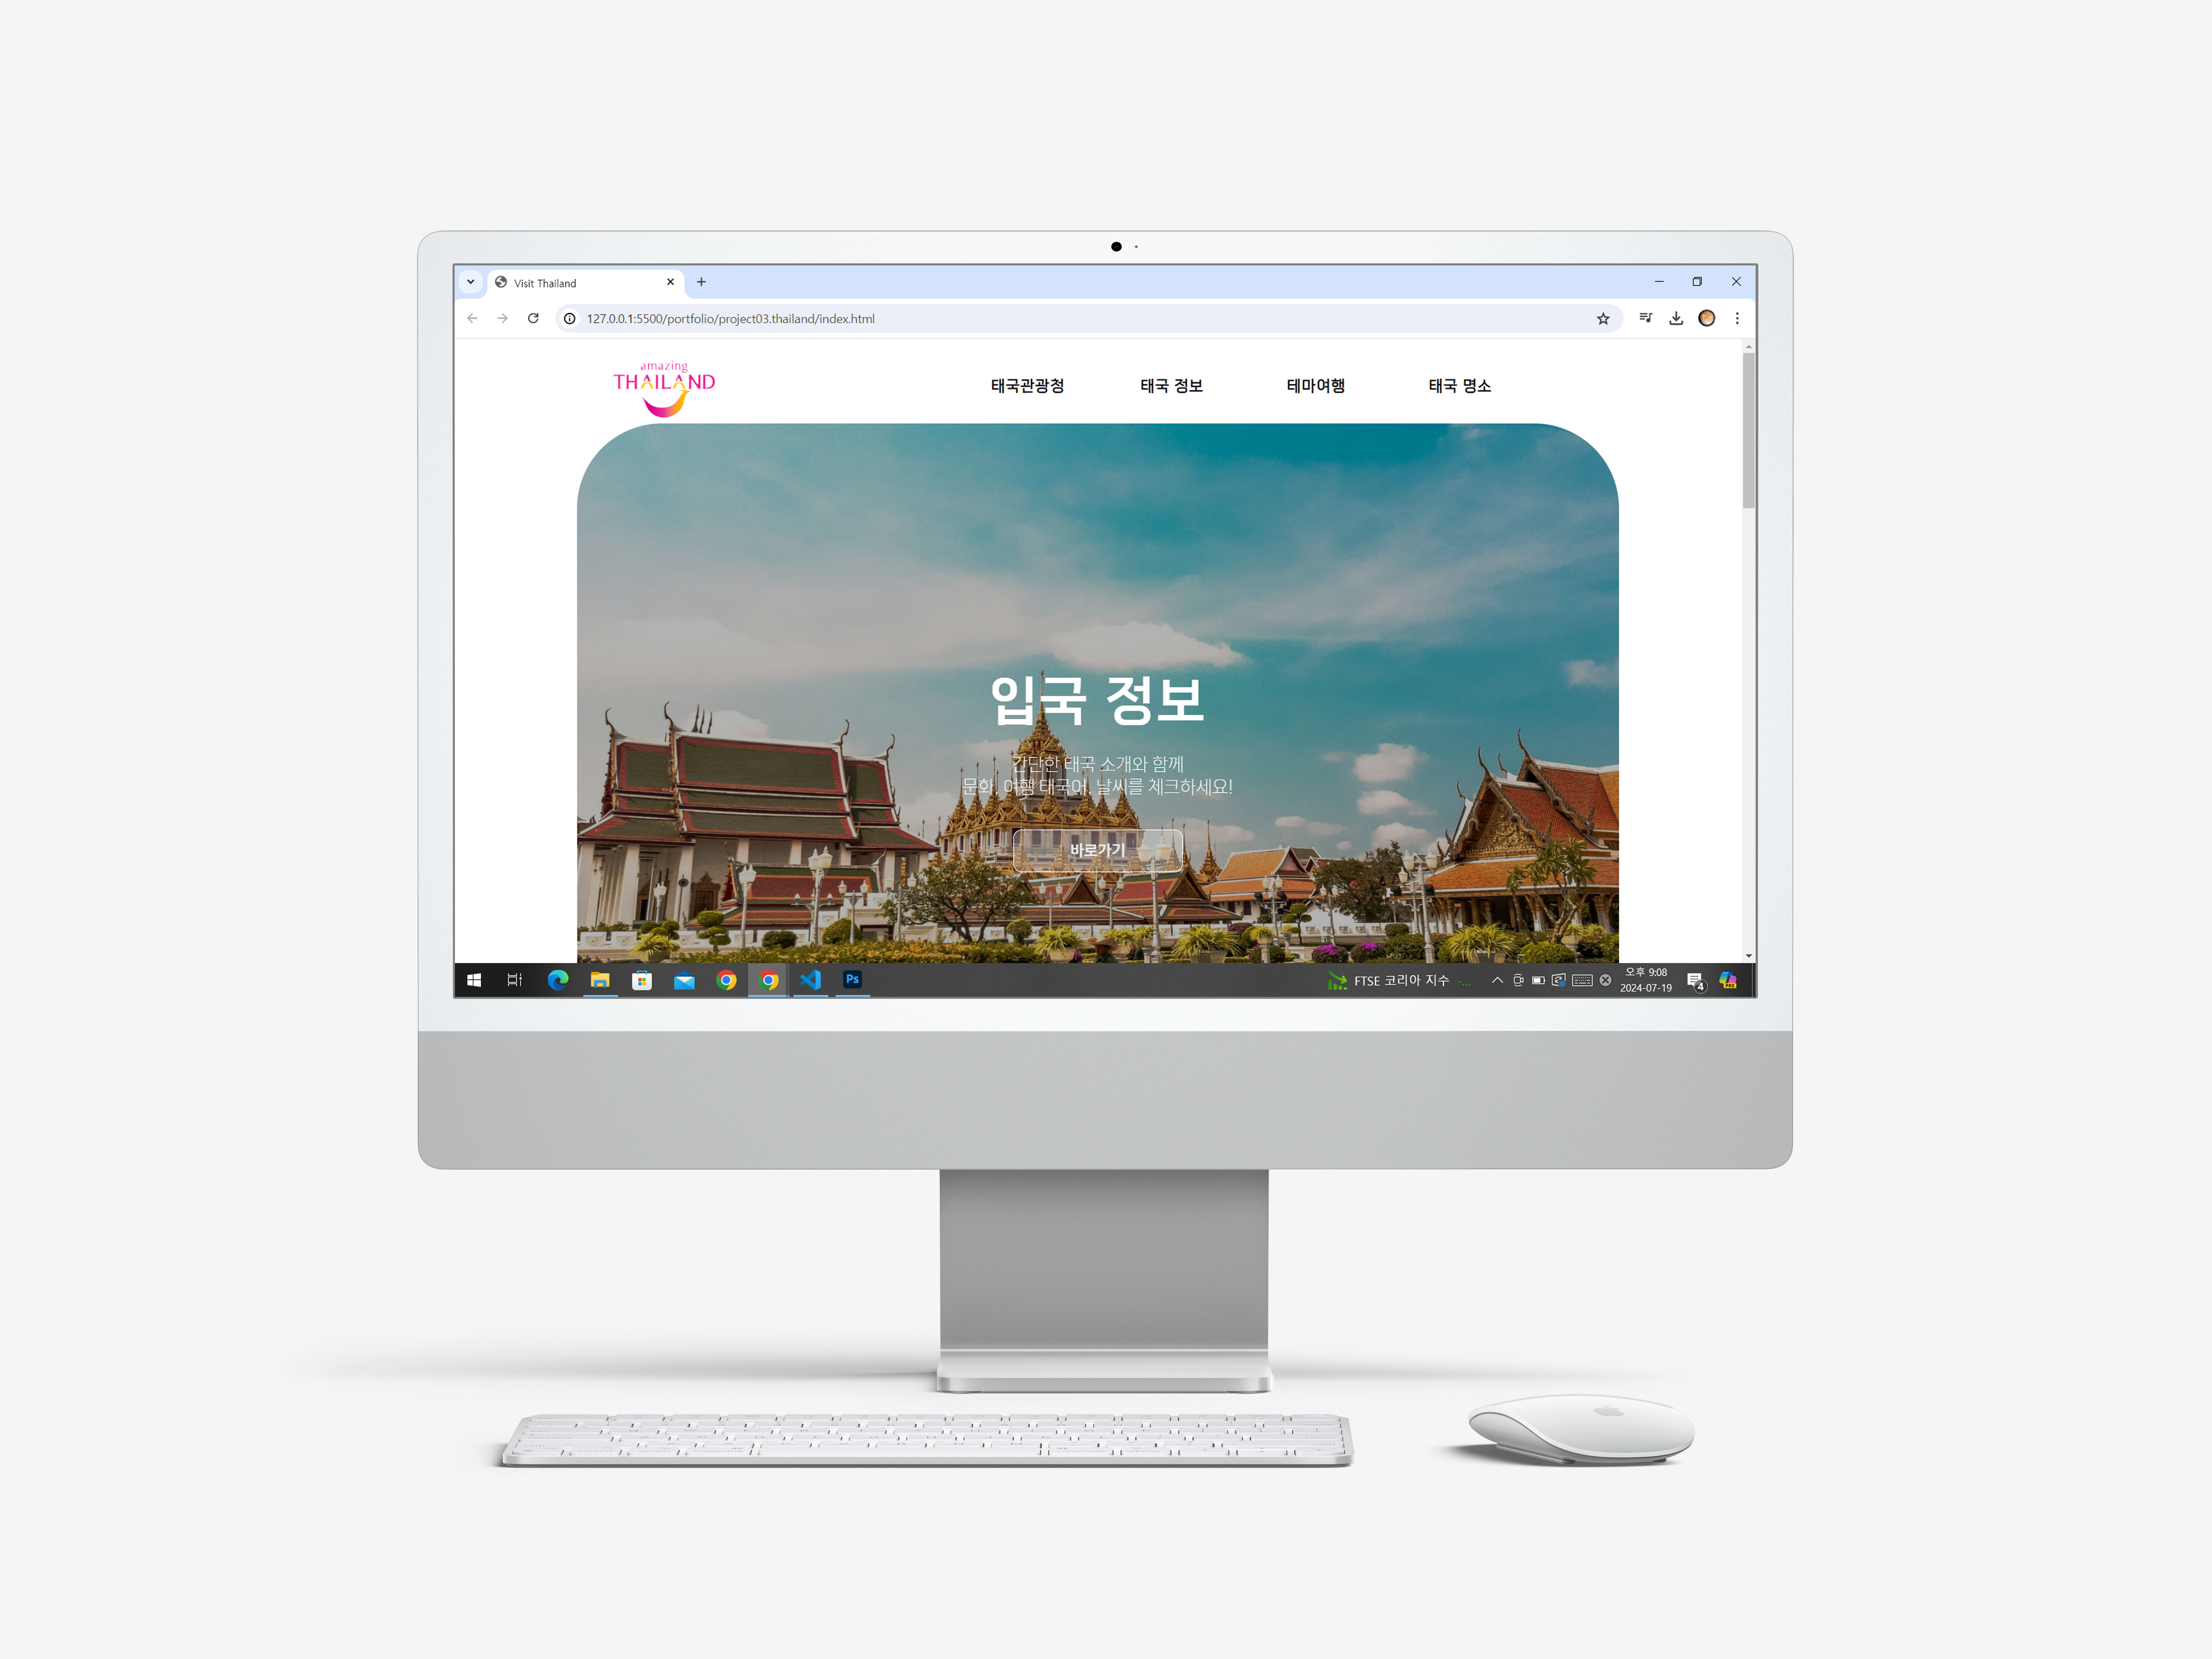 Visit Thailand
127.0.0.1:5500/portfolio/project03.thailand/index.html
amazing
THAILAND
태국관광청 태국 정보 테마여행 태국 명소
입국 정보
간단한 태국 소개와 함께
문화, 여행 태국어, 날씨를 체크하세요!
바로가기
Ps
FTSE 코리아 지수 -...
오후 9:08
2024-07-19
4
PRE